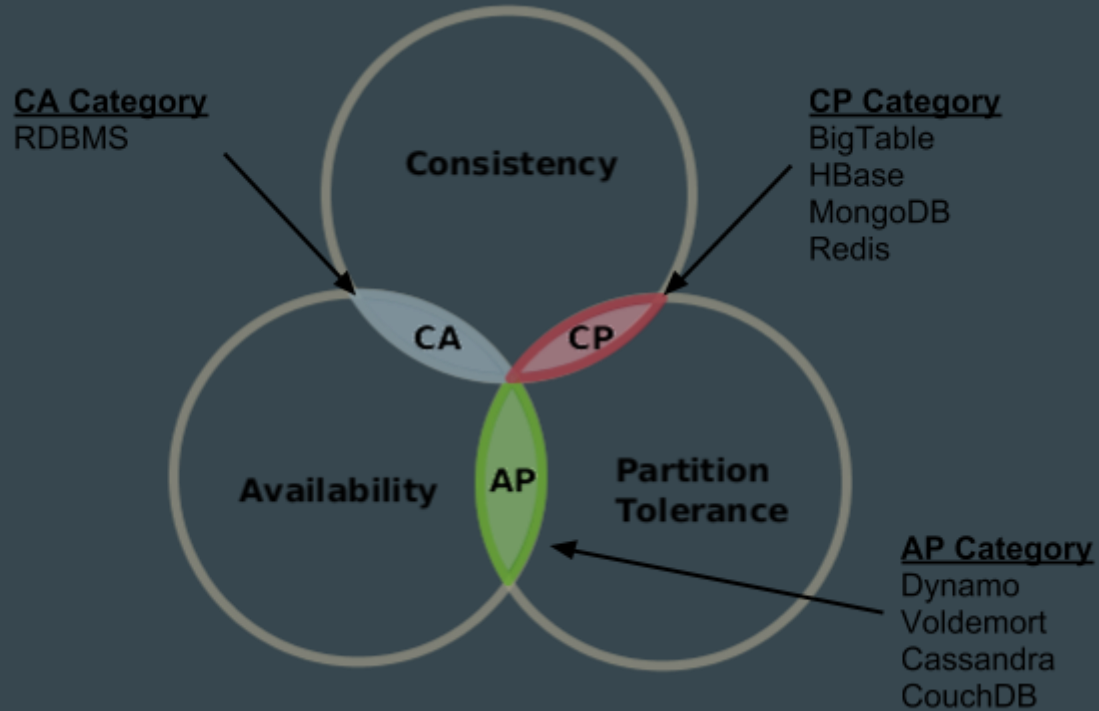 CA Category
RDBMS
CP Category
BigTable
HBase
MongoDB
Redis
Consistency
CA
CP
Availability
AP
Partition
Tolerance
AP Category
Dynamo
Voldemort
Cassandra
CouchDB